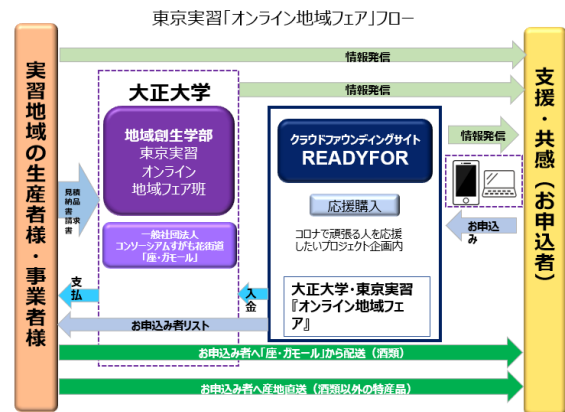 東京実習「オンライン地域フェア」フロー
実習地域の生産者様・事業者様
情報発信
大正大学
情報発信
地域創生学部
東京実習
オンライン
地域フェア班
クラウドファウンディングサイト
READYFOR
情報発信
支援・共感（お申込者）
見積
納品
書
請求
書
応援購入
一般社団法人
コンソーシアムすがも花街道
「座・ガモール」
コロナで頑張る人を応援
したいプロジェクト企画内
お申込
み
支
払
入
金
大正大学・東京実習
『オンライン地域フェ
ア』
お申込み者リスト
お申込み者へ「座・ガモール」から配送（酒類）
お申込み者へ産地直送（酒類以外の特産品）